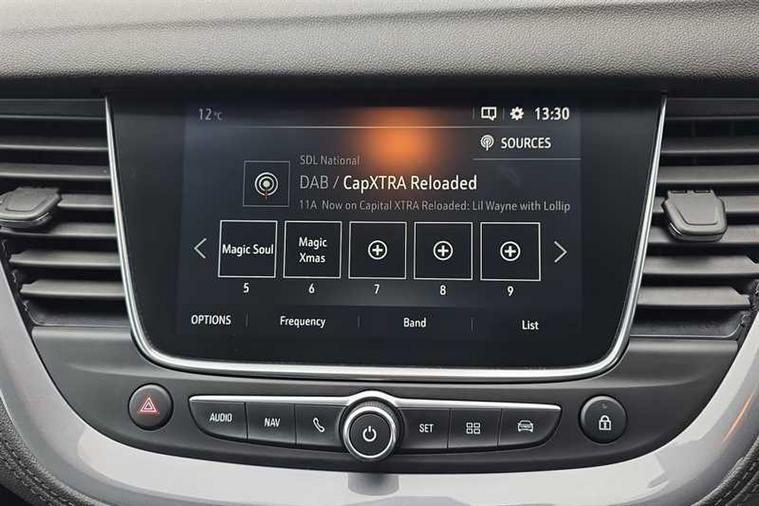 12°C
13:30
SOURCES
SDL National
DAB / CapXTRA Reloaded
11A Now on Capital XTRA Reloaded: Lil Wayne with Lollip
Magic Soul
Magic
Xmas
5 6 7 8 9
OPTIONS Frequency Band List
AUDIO NAV SET